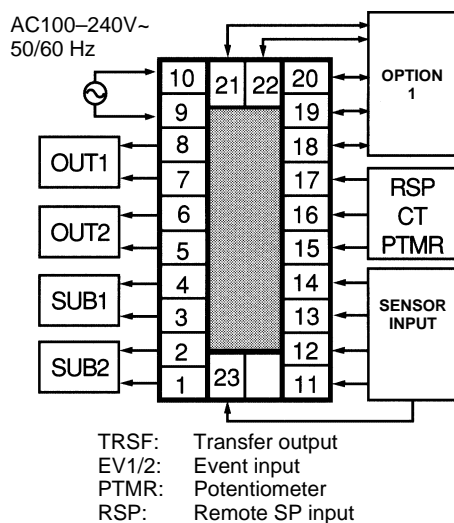 AC100–240V~
50/60 Hz
10 21 22 20
9 19
8 18
7 17
6 16
5 15
4 14
3 13
2 12
1 23 11
OUT1
OUT2
SUB1
SUB2
OPTION
1
RSP
CT
PTMR
SENSOR
INPUT
TRSF: Transfer output
EV1/2: Event input
PTMR: Potentiometer
RSP: Remote SP input